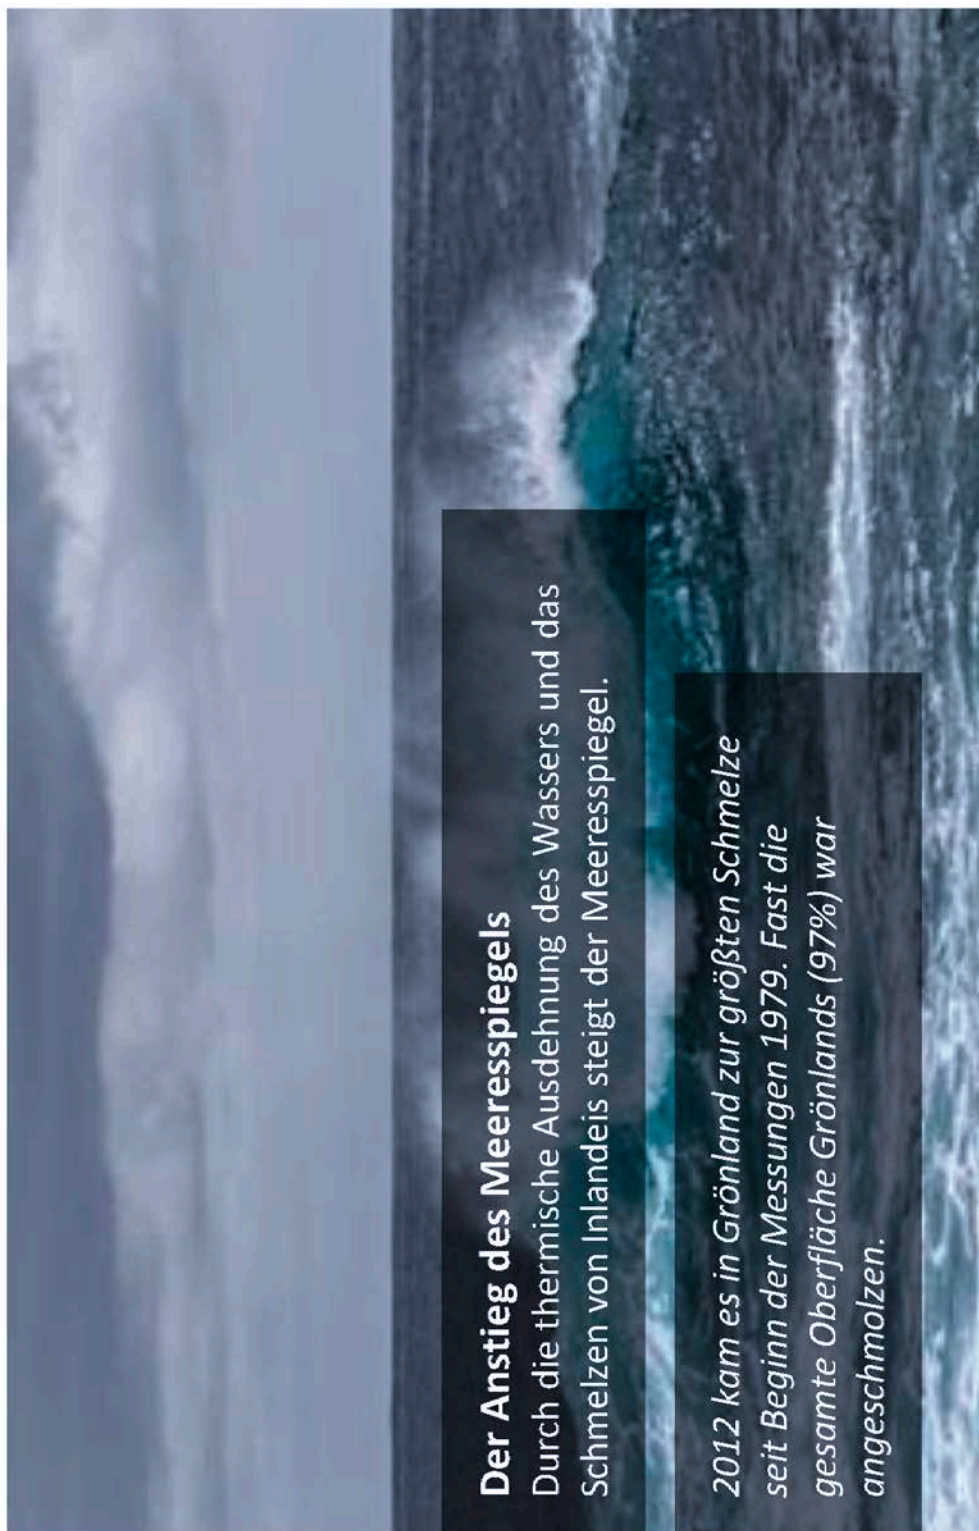 Der Anstieg des Meeresspiegels
Durch die thermische Ausdehnung des Wassers und das
Schmelzen von Inlandeis steigt der Meeresspiegel.
2012 kam es in Grönland zur größten Schmelze
seit Beginn der Messungen 1979. Fast die
gesamte Oberfläche Grönlands (97%) war
angeschmolzen.